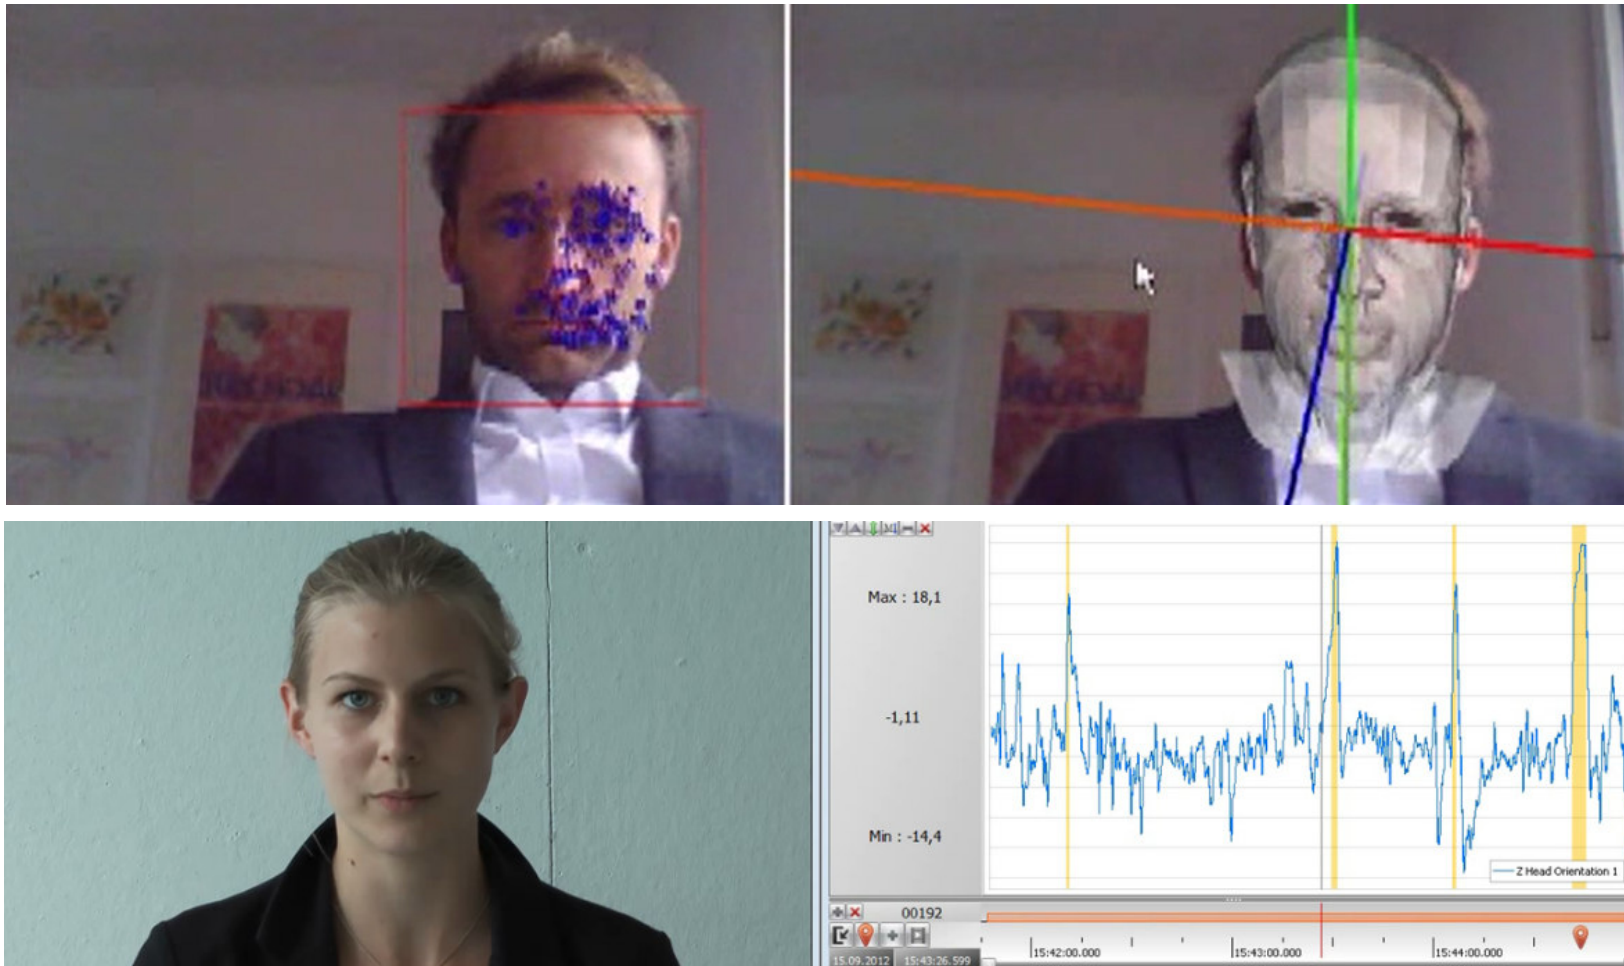 Max : 18,1
-1,11
Min : -14,4
Z Head Orientation 1
00192
15:42:00.000
15:43:00.000
15:44:00.000
15.09.2012
15:43:26.599